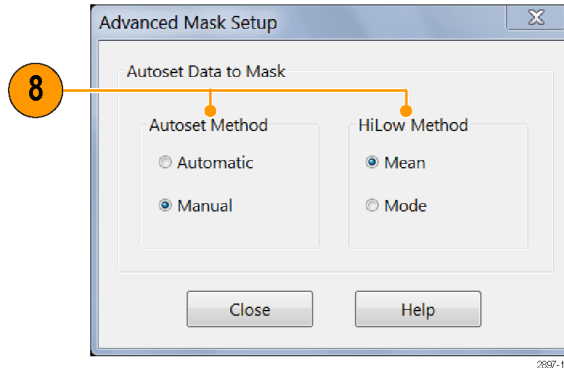 Advanced Mask Setup
Autoset Data to Mask
8
Autoset Method
Automatic
Manual
HiLow Method
Mean
Mode
Close
Help
2897-1